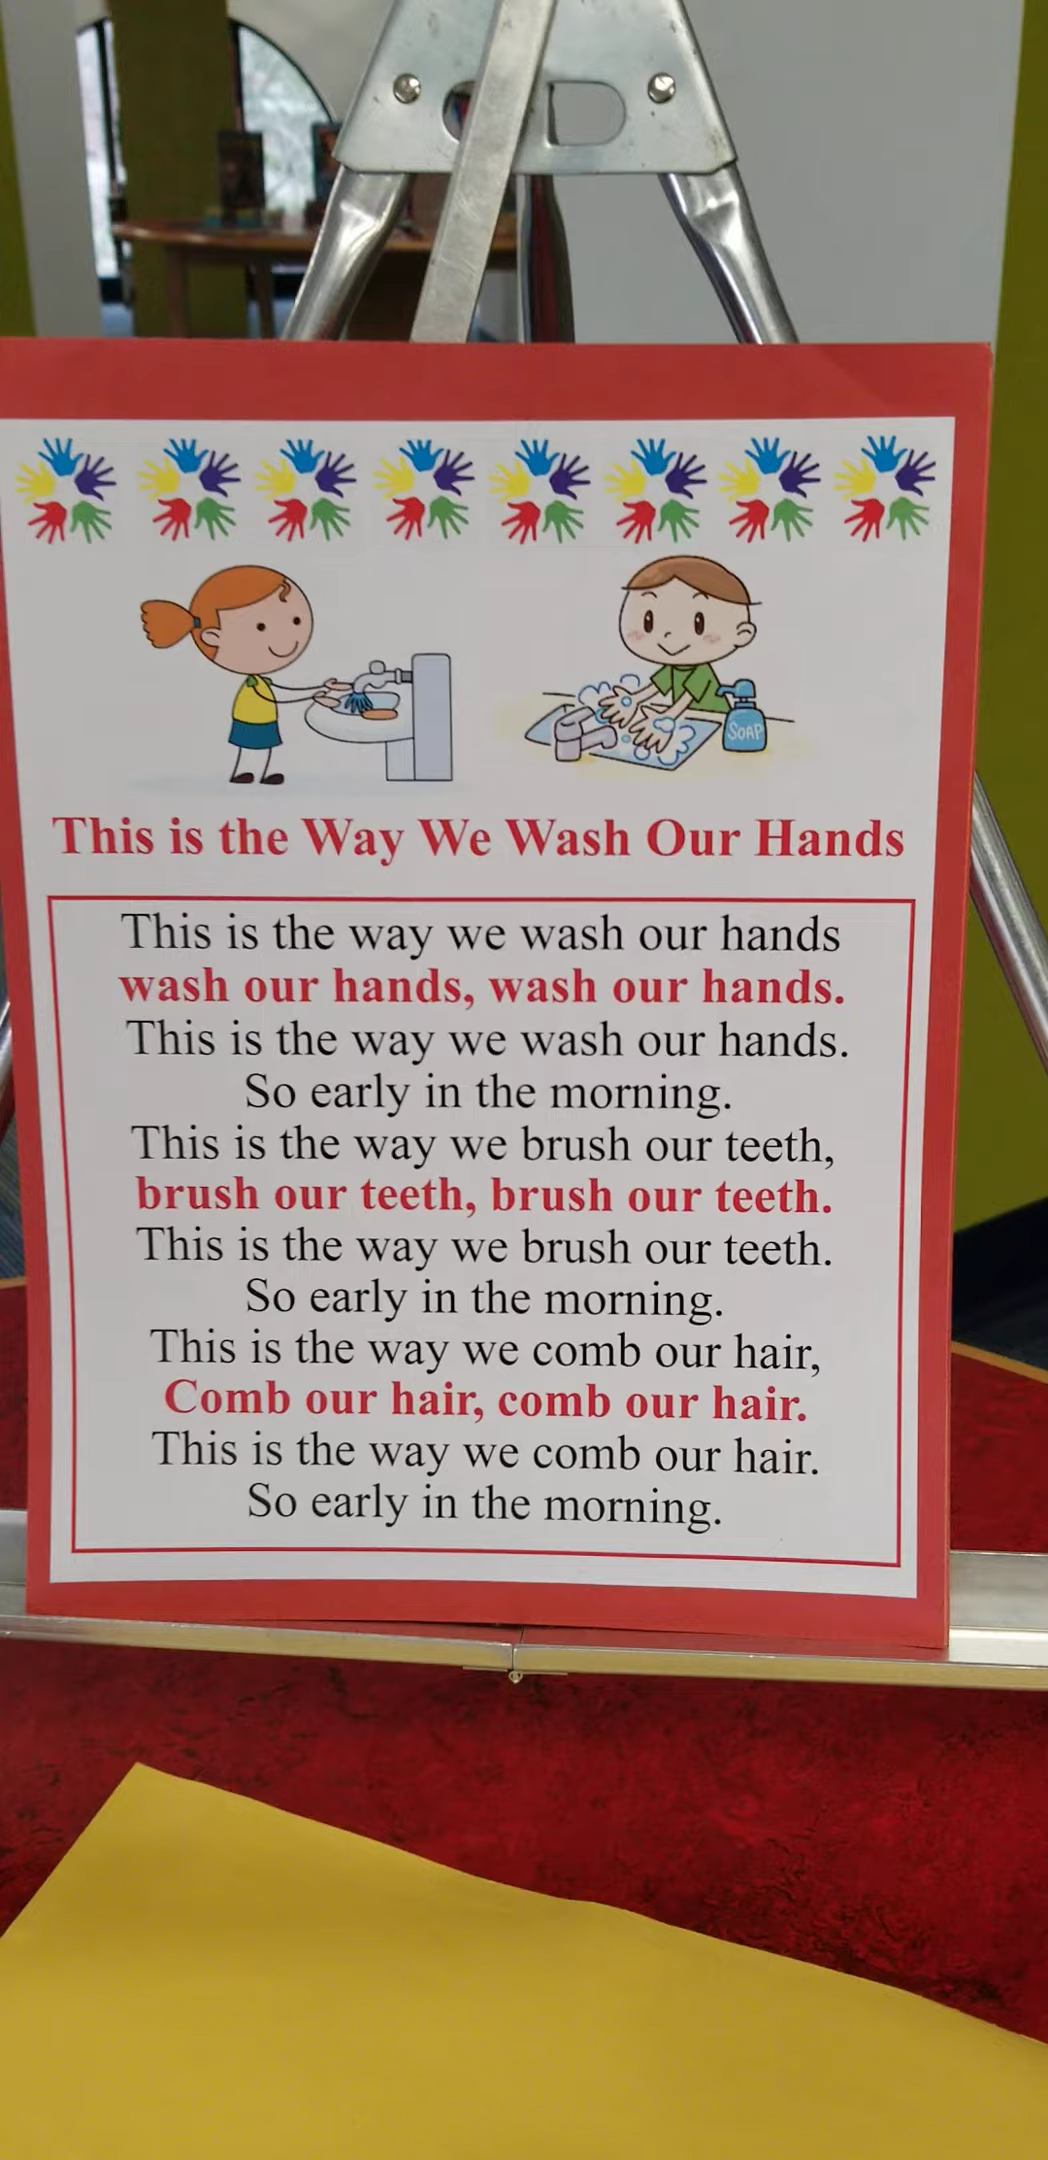 SOAP
This is the Way We Wash Our Hands
This is the way we wash our hands
wash our hands, wash our hands.
This is the way we wash our hands.
So early in the morning.
This is the way we brush our teeth,
brush our teeth, brush our teeth.
This is the way we brush our teeth.
So early in the morning.
This is the way we comb our hair,
Comb our hair, comb our hair.
This is the way we comb our hair.
So early in the morning.